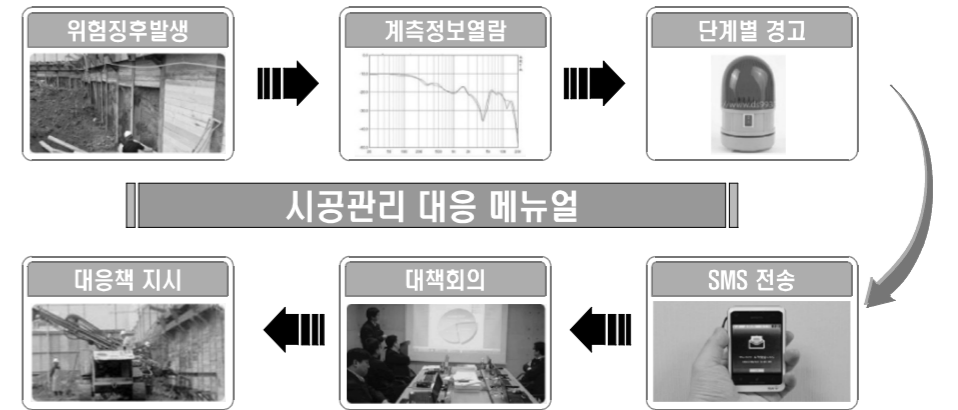 위험징후발생
계측정보열람
단계별 경고
시공관리 대응 메뉴얼
대응책 지시
대책회의
SMS 전송